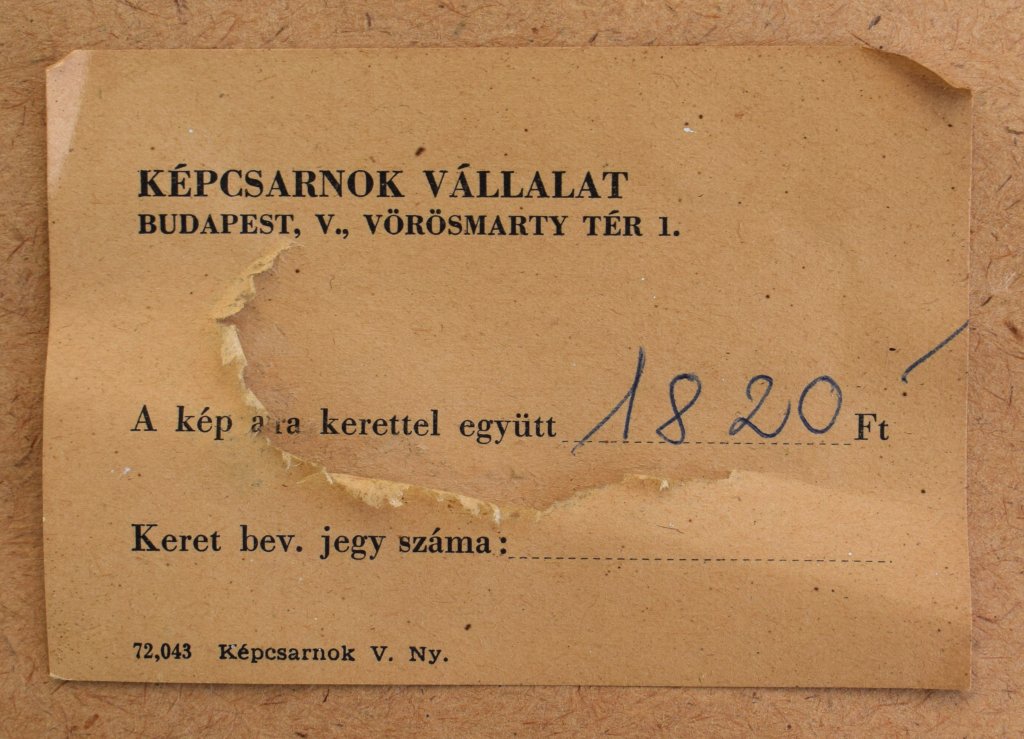 KÉPCSARNOK VÁLLALAT
BUDAPEST, V., VÖRÖSMARTY TÉR 1.
A kép ára kerettel együtt 1820 Ft
Keret bev. jegy száma:
72,043 Képcsarnok V. Ny.